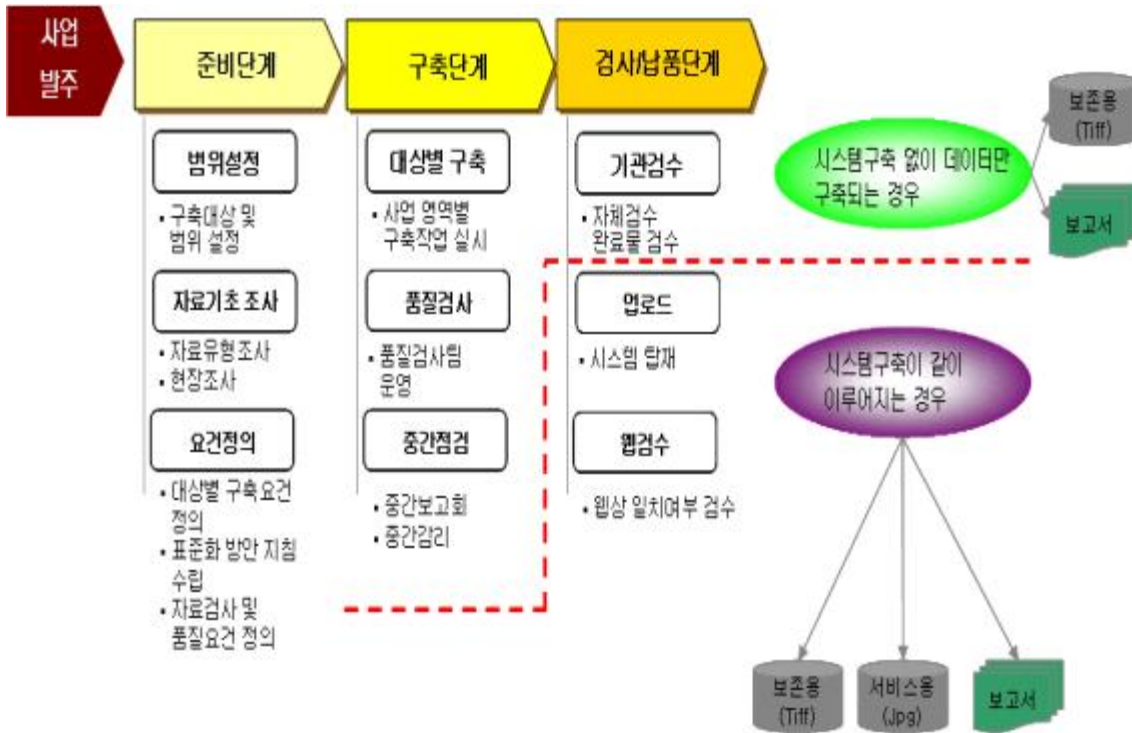 사업
발주
준비단계
구축단계
검사/납품단계
범위설정
• 구축대상 및
범위 설정
자료기초 조사
• 자료유형조사
• 현장조사
요건정의
• 대상별 구축요건
정의
• 표준화 방안 지침
수립
• 자료검사 및
품질요건 정의
대상별 구축
• 사업 영역별
구축작업 실시
품질검사
• 품질검사팀
운영
중간점검
• 중간보고회
• 중간감리
기관검수
• 자체검수
완료물 검수
업로드
• 시스템 탑재
웹검수
• 웹상 일치여부 검수
시스템구축 없이 데이터만
구축되는 경우
보존용
(Tiff)
보고서
시스템구축이 같이
이루어지는 경우
보존용
(Tiff)
서비스용
(Jpg)
보고서